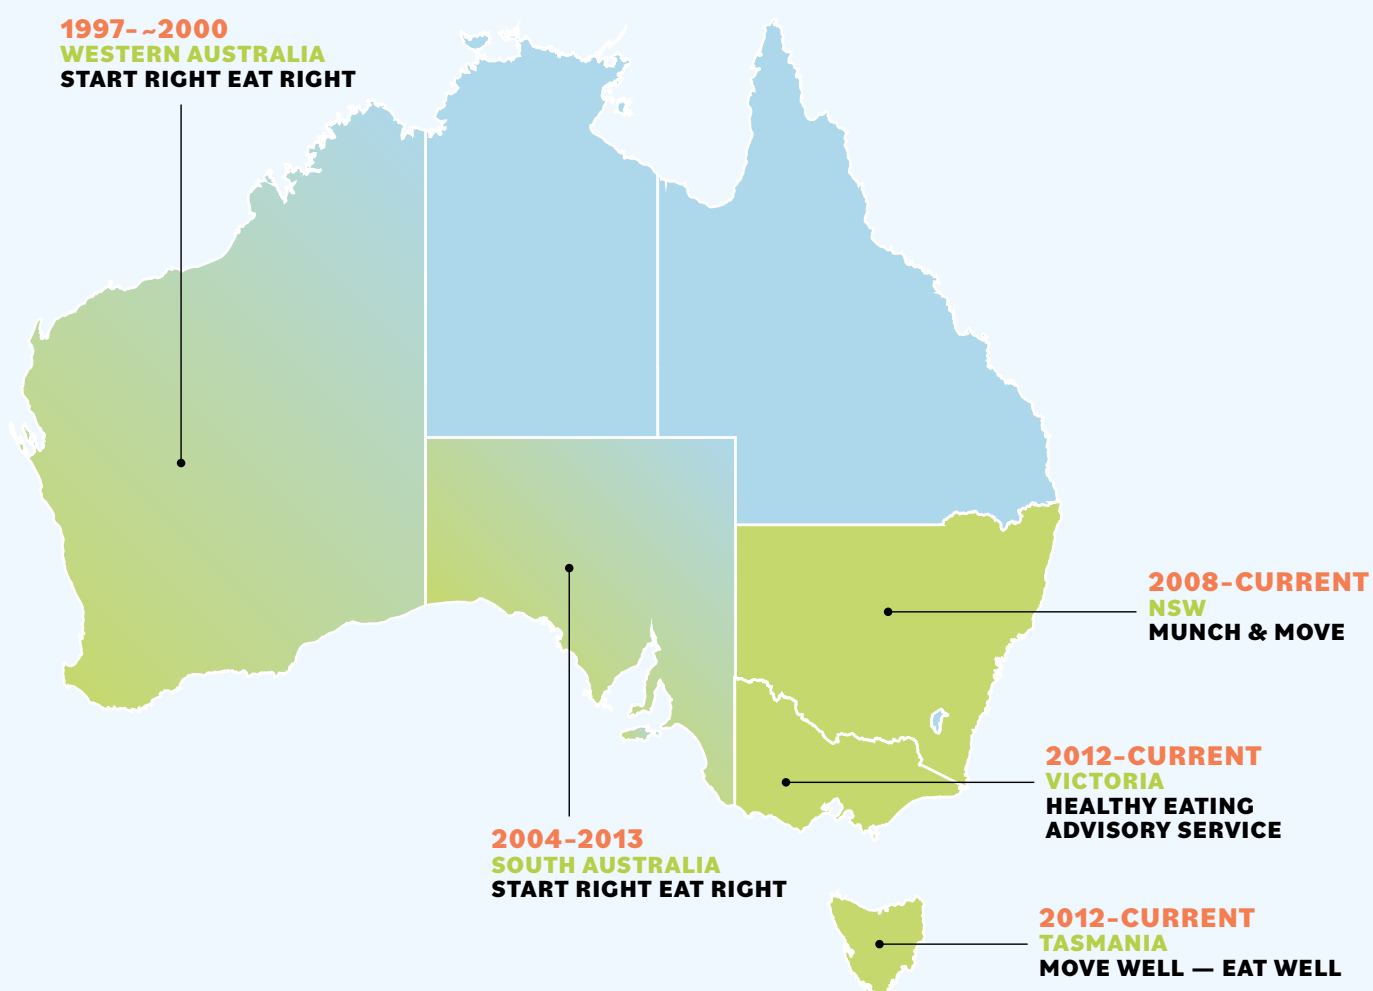 1997-~2000
WESTERN AUSTRALIA
START RIGHT EAT RIGHT
2008-CURRENT
NSW
MUNCH & MOVE
2012-CURRENT
VICTORIA
HEALTHY EATING
ADVISORY SERVICE
2004-2013
SOUTH AUSTRALIA
START RIGHT EAT RIGHT
2012-CURRENT
TASMANIA
MOVE WELL — EAT WELL